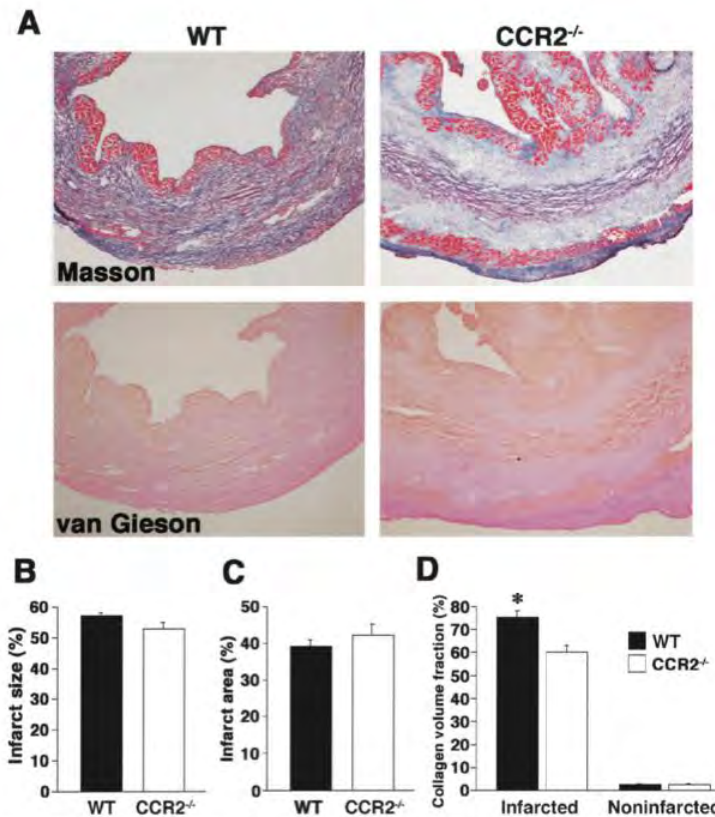 A
WT CCR2-/-
Masson
van Gieson
B
Infarct size (%)
60
50
40
30
20
10
0
WT CCR2-/-
C
Infarct area (%)
50
40
30
20
10
0
WT CCR2-/-
D
Collagen volume fraction (%)
80
70
60
50
40
30
20
10
0
*
WT
CCR2-/-
Infarcted Noninfarcted